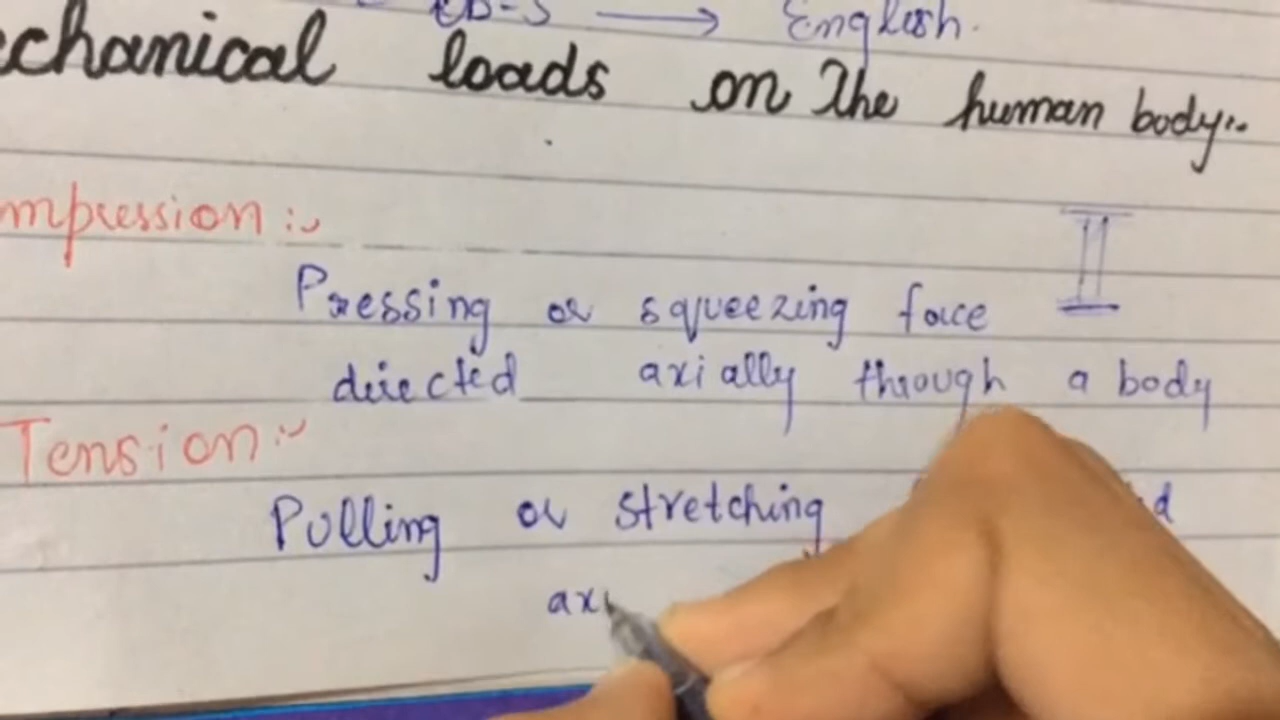 → English.
chanical loads on the human body:-
mpression :-
Pressing or squeezing force
directed axially through a body
Tension :-
Pulling or stretching
ax